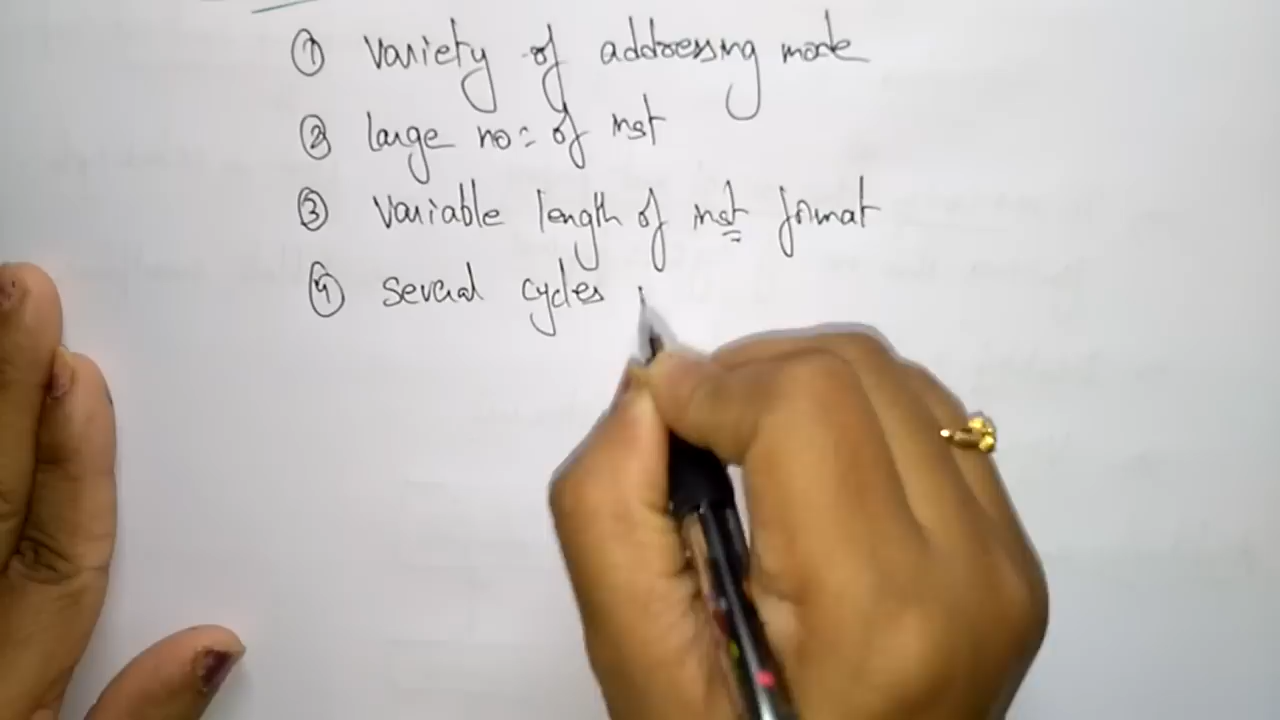 ① variety of addressing mode
② large no: of inst
③ variable length of inst format
④ several cycles